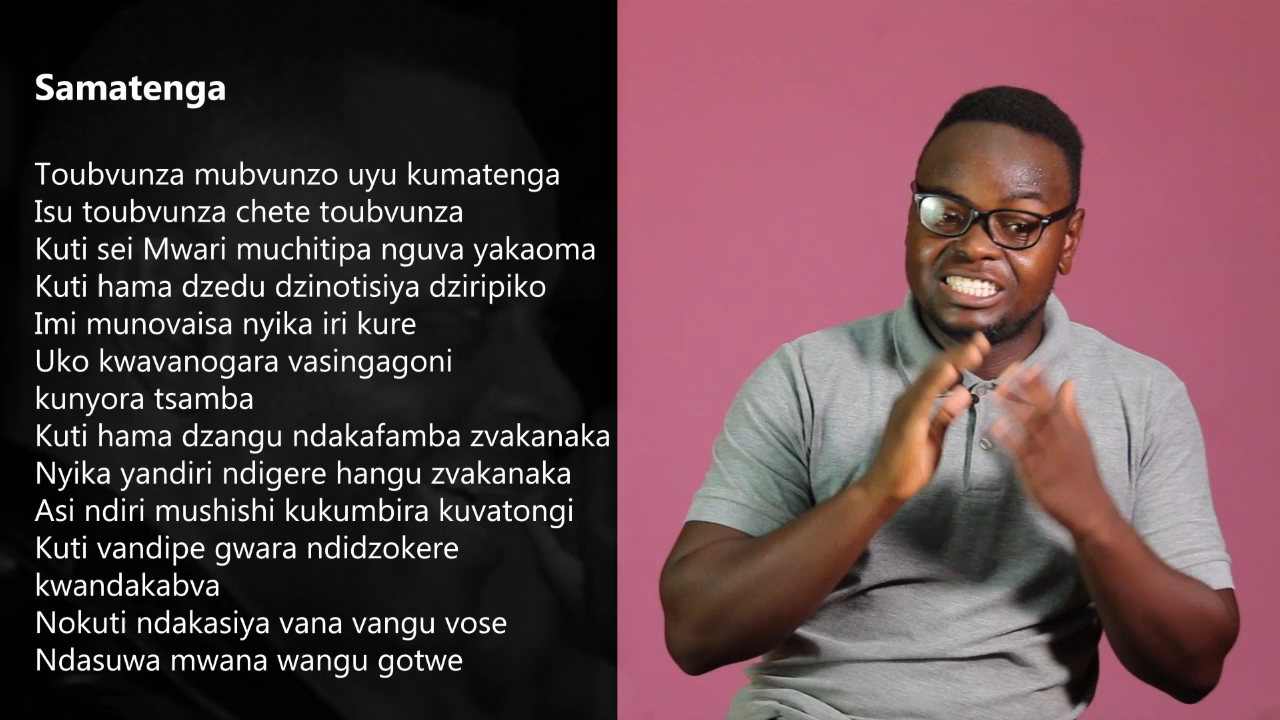 Samatenga
Toubvunza mubvunzo uyu kumatenga
Isu toubvunza chete toubvunza
Kuti sei Mwari muchitipa nguva yakaoma
Kuti hama dzedu dzinotisiya dziripiko
Imi munovaisa nyika iri kure
Uko kwavanogara vasingagoni
kunyora tsamba
Kuti hama dzangu ndakafamba zvakanaka
Nyika yandiri ndigere hangu zvakanaka
Asi ndiri mushishi kukumbira kuvatongi
Kuti vandipe gwara ndidzokere
kwandakabva
Nokuti ndakasiya vana vangu vose
Ndasuwa mwana wangu gotwe